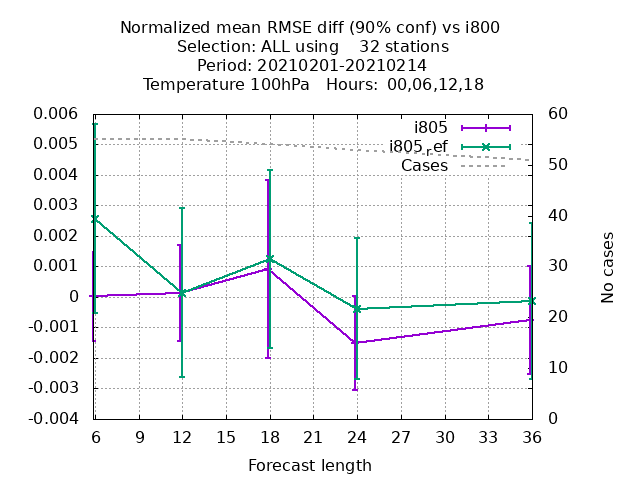 Normalized mean RMSE diff (90% conf) vs i800
Selection: ALL using    32 stations
Period: 20210201-20210214
Temperature 100hPa   Hours: 00,06,12,18
0.006
0.005
0.004
0.003
0.002
0.001
0
-0.001
-0.002
-0.003
-0.004
i805
i805_ref
Cases
60
50
40
30
20
10
0
No cases
6 9 12 15 18 21 24 27 30 33 36
Forecast length